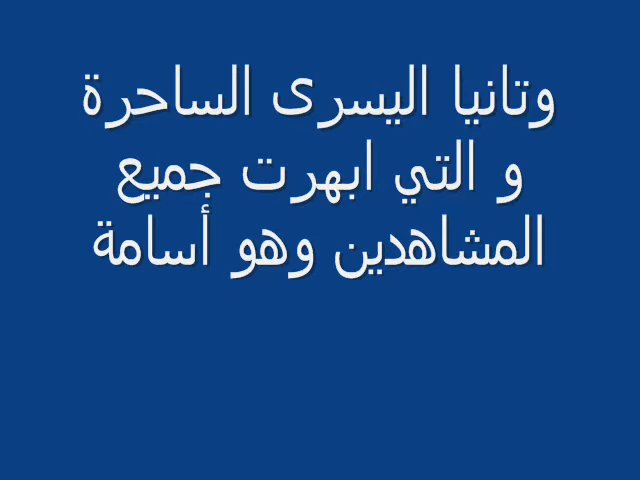 وتانيا اليسرى الساحرة
و التي ابهرت جميع
المشاهدين وهو أسامة